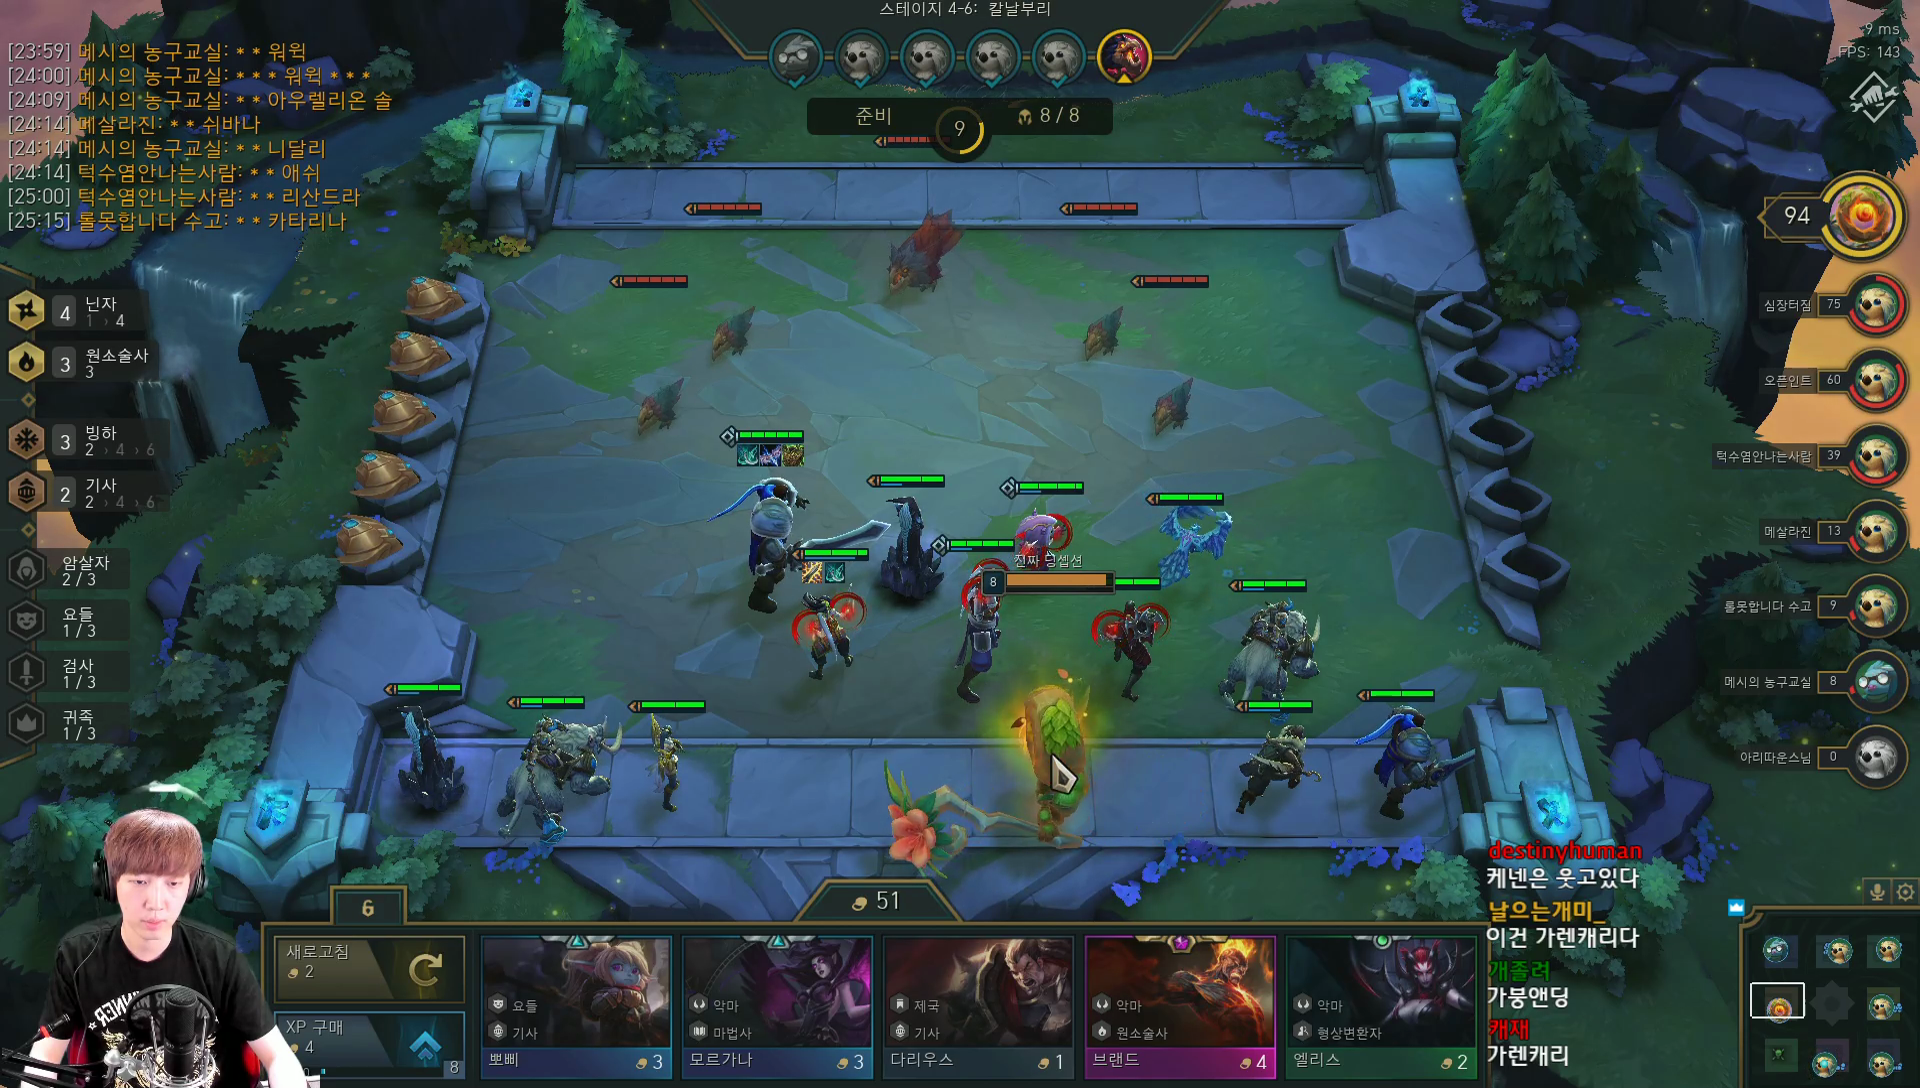 스테이지 4-6: 칼날부리
9 ms
FPS: 143
[23:59] 메시의 농구교실: * * 워윅
[24:00] 메시의 농구교실: * * * 워윅 * * *
[24:09] 메시의 농구교실: * * 아우렐리온 솔
[24:14] 메살라진: * * 쉬바나
[24:14] 메시의 농구교실: * * 니달리
[24:14] 턱수염안나는사람: * * 애쉬
[25:00] 턱수염안나는사람: * * 리산드라
[25:15] 롤못합니다 수고: * * 카타리나
준비
9
8 / 8
4 닌자
1 › 4
3 원소술사
3
3 빙하
2 › 4 › 6
2 기사
2 › 4 › 6
암살자
2 / 3
요들
1 / 3
검사
1 / 3
귀족
1 / 3
94
심장터짐 75
오픈인트 60
턱수염안나는사람 39
메살라진 13
롤못합니다 수고 9
메시의 농구교실 8
아리따운스님 0
진짜 딩셉션
8
51
6
새로고침
2
XP 구매
4
8
요들
기사
뽀삐 3
악마
마법사
모르가나 3
제국
기사
다리우스 1
악마
원소술사
브랜드 4
악마
형상변환자
엘리스 2
destinyhuman
케넨은 웃고있다
날으는개미_
이건 가렌캐리다
개졸려
가붕앤딩
캐재
가렌캐리